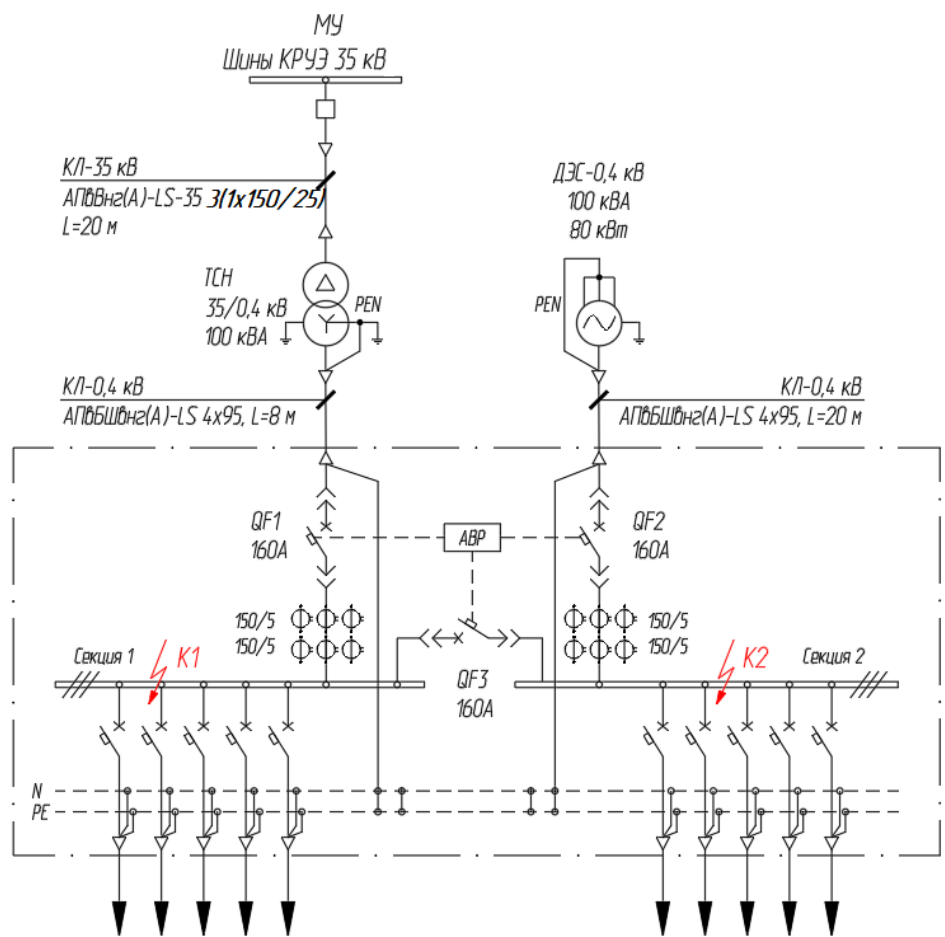 МУ
Шины КРУЭ 35 кВ
КЛ-35 кВ
АПвВнг(А)-LS-35 3(1х150/25)
L=20 м
ДЭС-0,4 кВ
100 кВА
80 кВт
ТСН
35/0,4 кВ
100 кВА
PEN
PEN
КЛ-0,4 кВ
АПвБШвнг(А)-LS 4х95, L=8 м
КЛ-0,4 кВ
АПвБШвнг(А)-LS 4х95, L=20 м
QF1
160А
АВР
QF2
160А
150/5
150/5
150/5
150/5
Секция 1
К1
QF3
160А
К2
Секция 2
N
PE